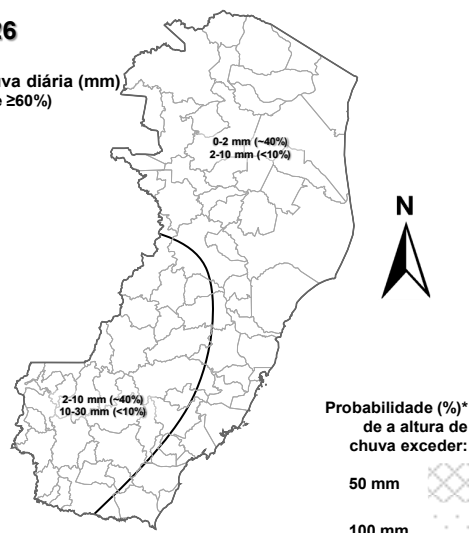 26
va diária (mm)
e ≥60%)
0-2 mm (~40%)
2-10 mm (<10%)
N
2-10 mm (~40%)
10-30 mm (<10%)
Probabilidade (%)*
de a altura de
chuva exceder:
50 mm
100 mm